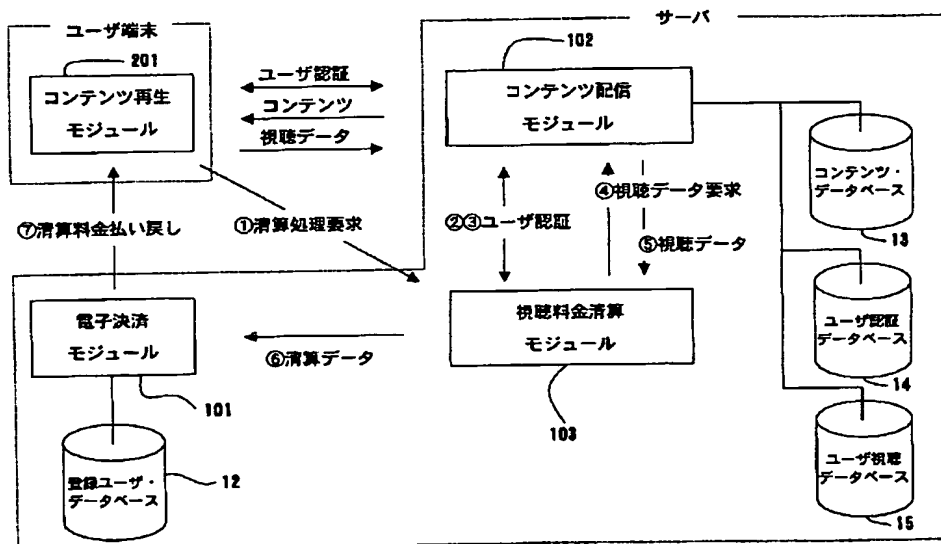 ユーザ端末
サーバ
201
コンテンツ再生
モジュール
ユーザ認証
コンテンツ
視聴データ
102
コンテンツ配信
モジュール
コンテンツ・
データベース
13
⑦清算料金払い戻し
①清算処理要求
②③ユーザ認証
④視聴データ要求
⑤視聴データ
電子決済
モジュール
101
⑥清算データ
視聴料金清算
モジュール
103
ユーザ認証
データベース
14
登録ユーザ・
データベース
12
ユーザ視聴
データベース
15